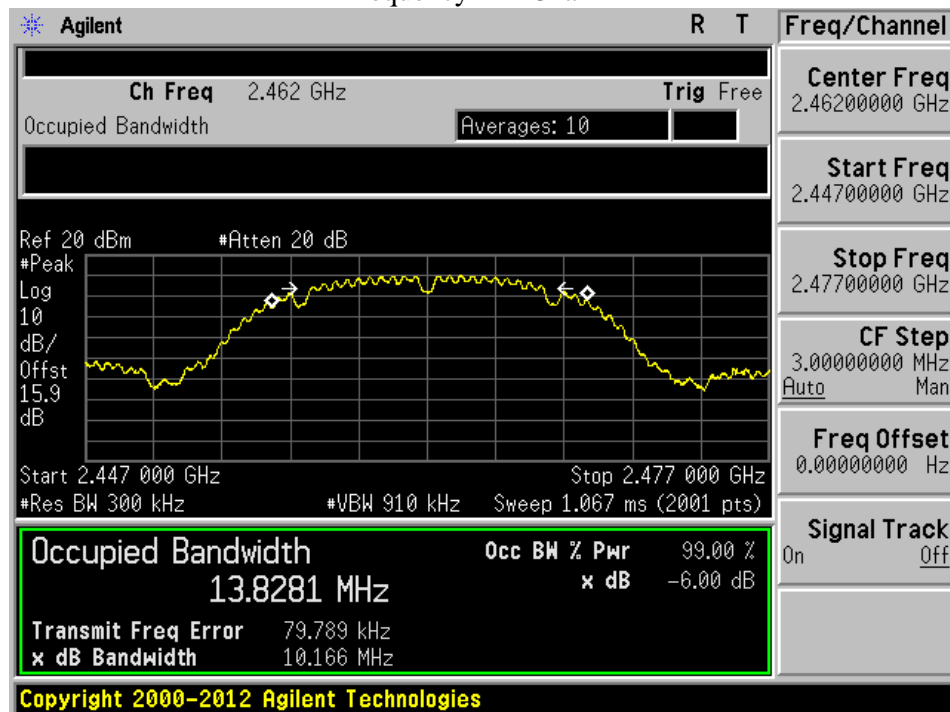 Agilent R T
Freq/Channel
Ch Freq 2.462 GHz Trig Free
Occupied Bandwidth Averages: 10
Ref 20 dBm #Atten 20 dB
#Peak
Log
10
dB/
Offst
15.9
dB
Start 2.447 000 GHz Stop 2.477 000 GHz
#Res BW 300 kHz #VBW 910 kHz Sweep 1.067 ms (2001 pts)
Occupied Bandwidth Occ BW % Pwr 99.00 %
13.8281 MHz x dB -6.00 dB
Transmit Freq Error 79.789 kHz
x dB Bandwidth 10.166 MHz
Copyright 2000-2012 Agilent Technologies
Center Freq
2.46200000 GHz
Start Freq
2.44700000 GHz
Stop Freq
2.47700000 GHz
CF Step
3.00000000 MHz
Auto Man
Freq Offset
0.00000000 Hz
Signal Track
On Off